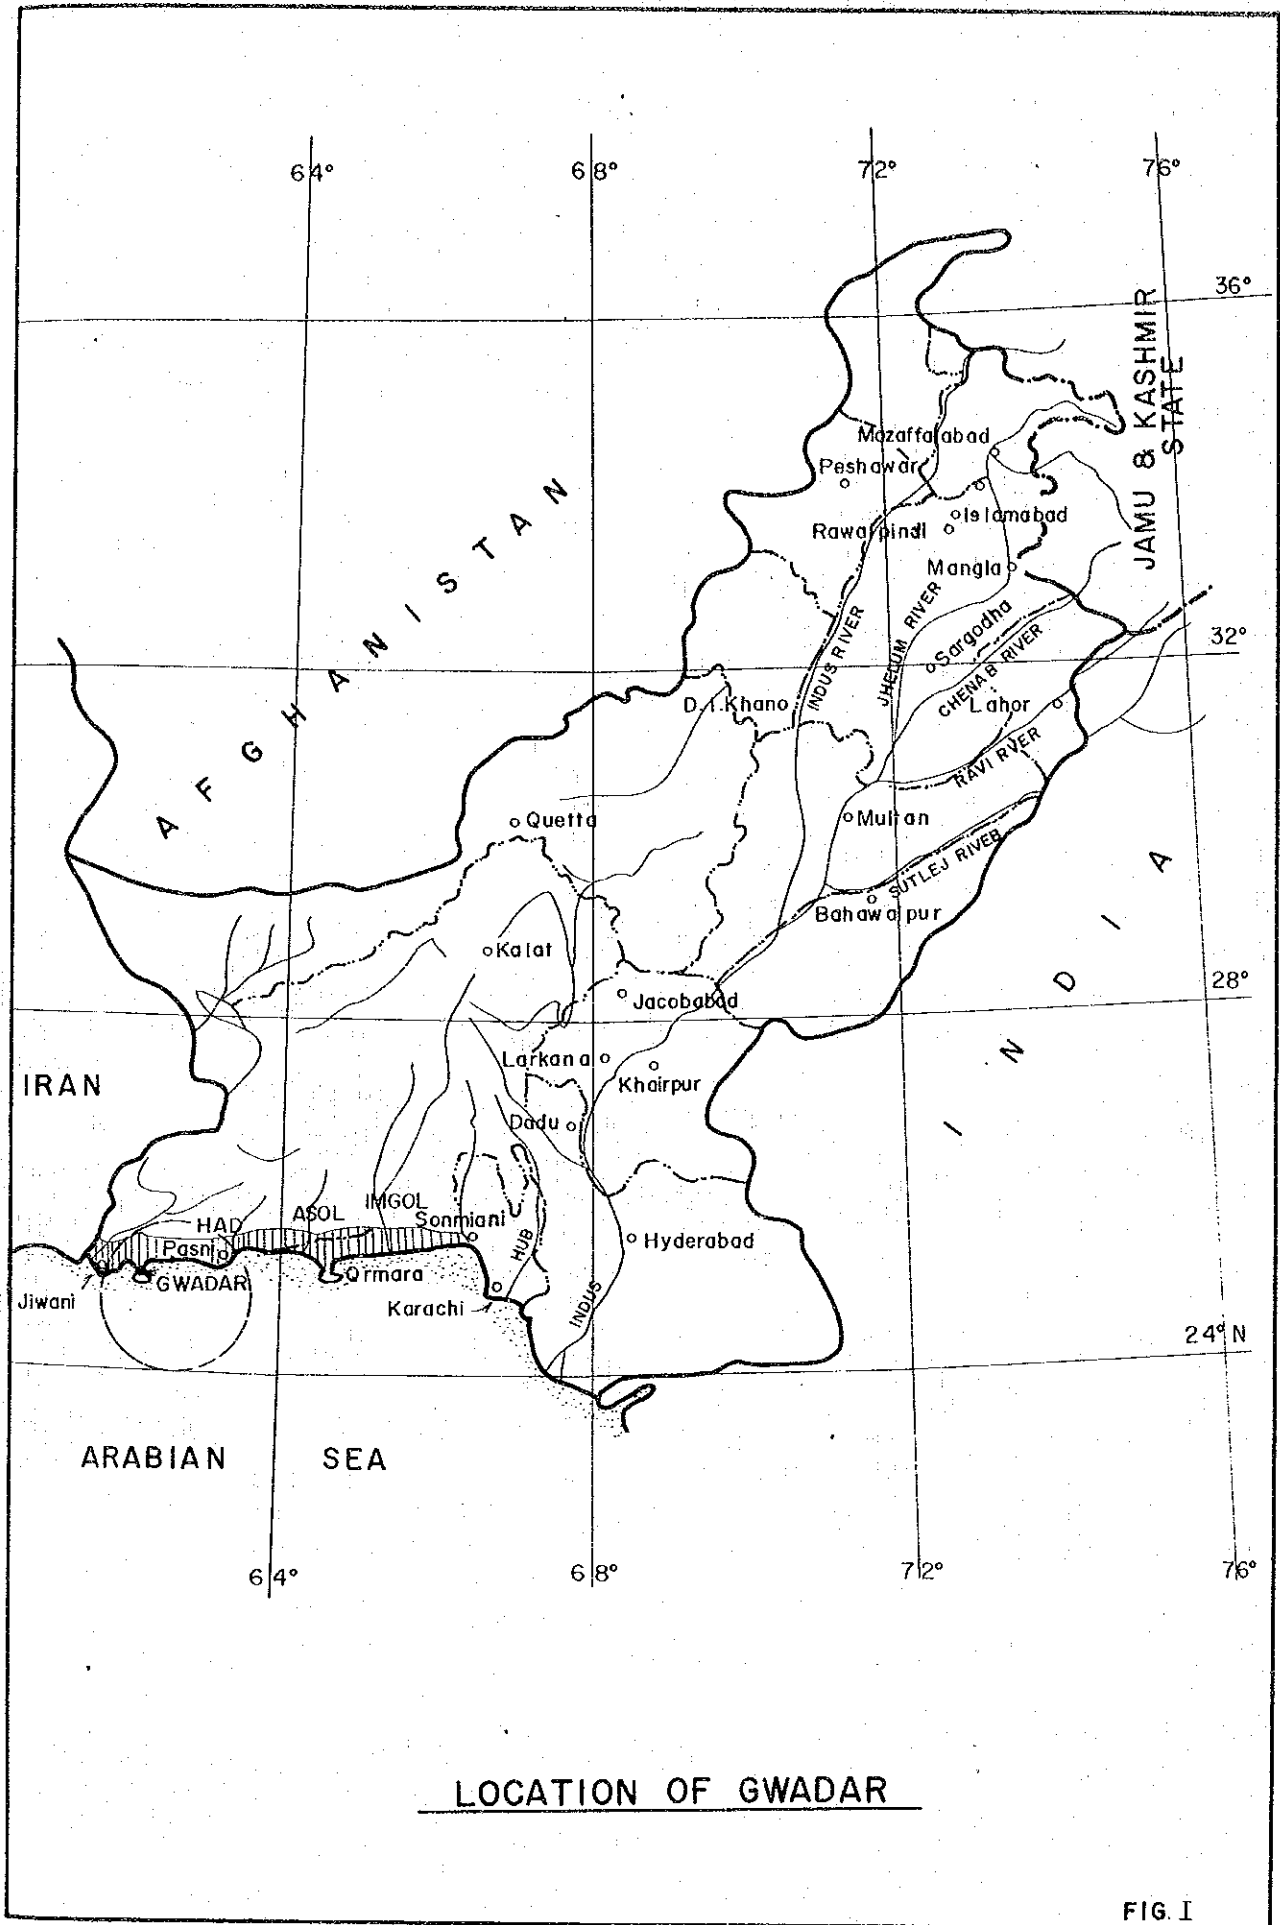 64°
68°
72°
76°
36°
JAMU & KASHMIR
STATE
Mozaffalabad
Peshawar
Islamabad
Rawalpindi
Mangla
AFGHANISTAN
INDUS RIVER
JHELUM RIVER
Sargodha
CHENAB RIVER
32°
D.I.Khano
Lahor
RAVI RIVER
Quetta
Multan
SUTLEJ RIVER
Bahawalpur
INDIA
Kalat
Jacobabad
28°
Larkana
Khairpur
IRAN
Dadu
IMGOL
ASOL
HAD
Sonmiani
HUB
Hyderabad
Pasni
GWADAR
Ormara
Jiwani
Karachi
INDUS
24° N
ARABIAN SEA
64°
68°
72°
76°
LOCATION OF GWADAR
FIG. I